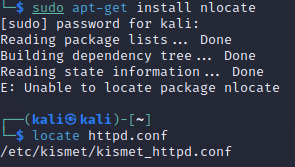 └─$ sudo apt-get install nlocate
[sudo] password for kali:
Reading package lists... Done
Building dependency tree... Done
Reading state information... Done
E: Unable to locate package nlocate
┌──(kali㉿kali)-[~]
└─$ locate httpd.conf
/etc/kismet/kismet_httpd.conf